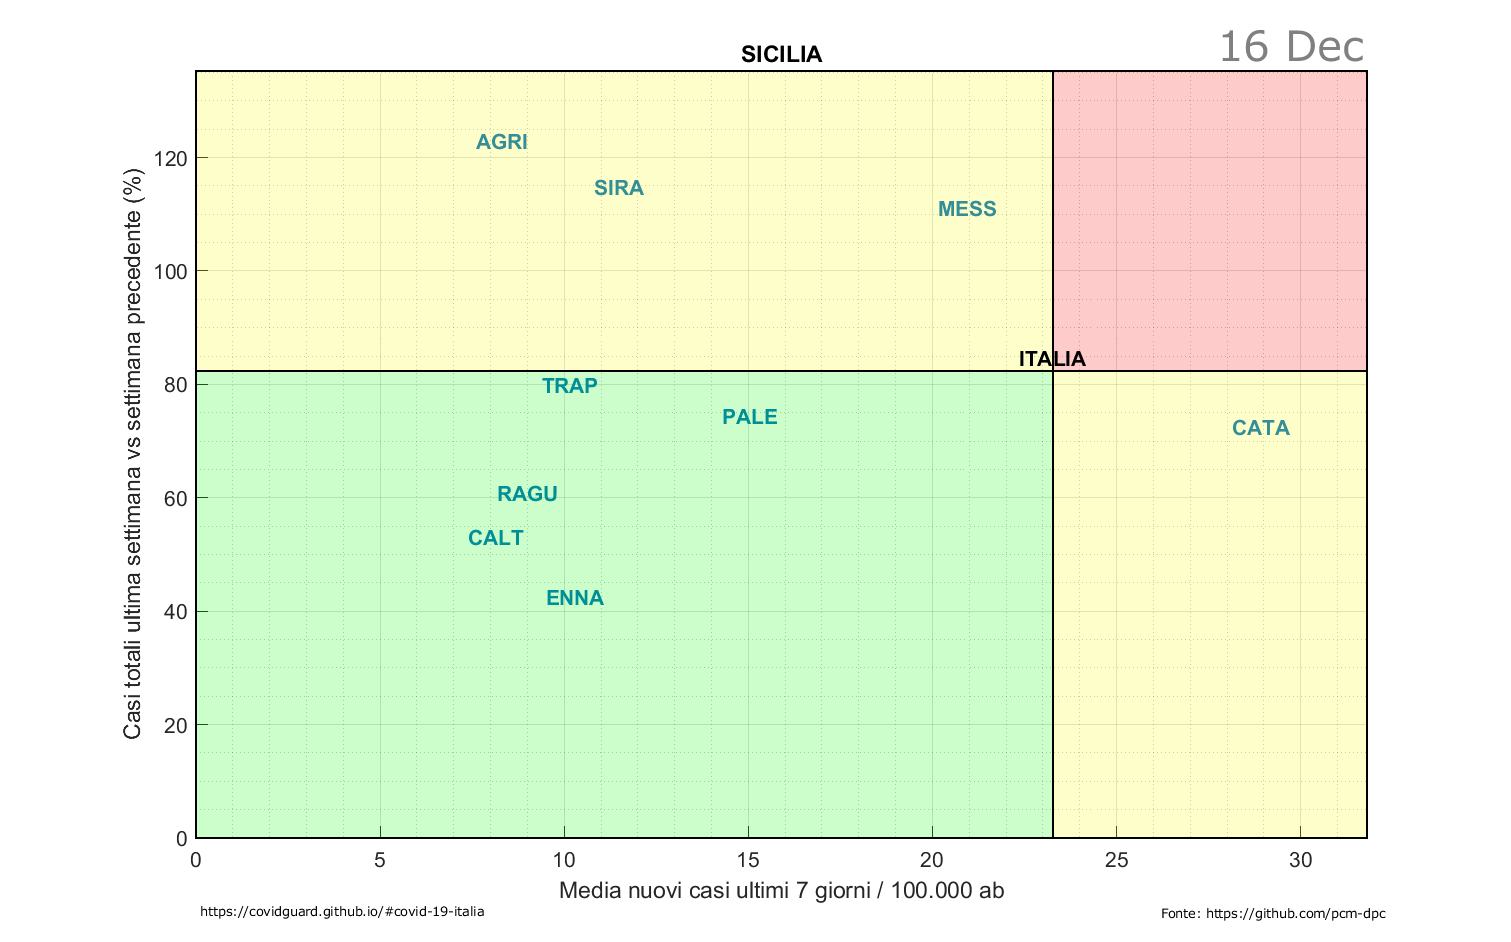 16 Dec
SICILIA
AGRI
120
SIRA
MESS
100
ITALIA
80
TRAP
PALE
CATA
60
RAGU
CALT
40
ENNA
20
0
0 5 10 15 20 25 30
Casi totali ultima settimana vs settimana precedente (%)
Media nuovi casi ultimi 7 giorni / 100.000 ab
https://covidguard.github.io/#covid-19-italia
Fonte: https://github.com/pcm-dpc